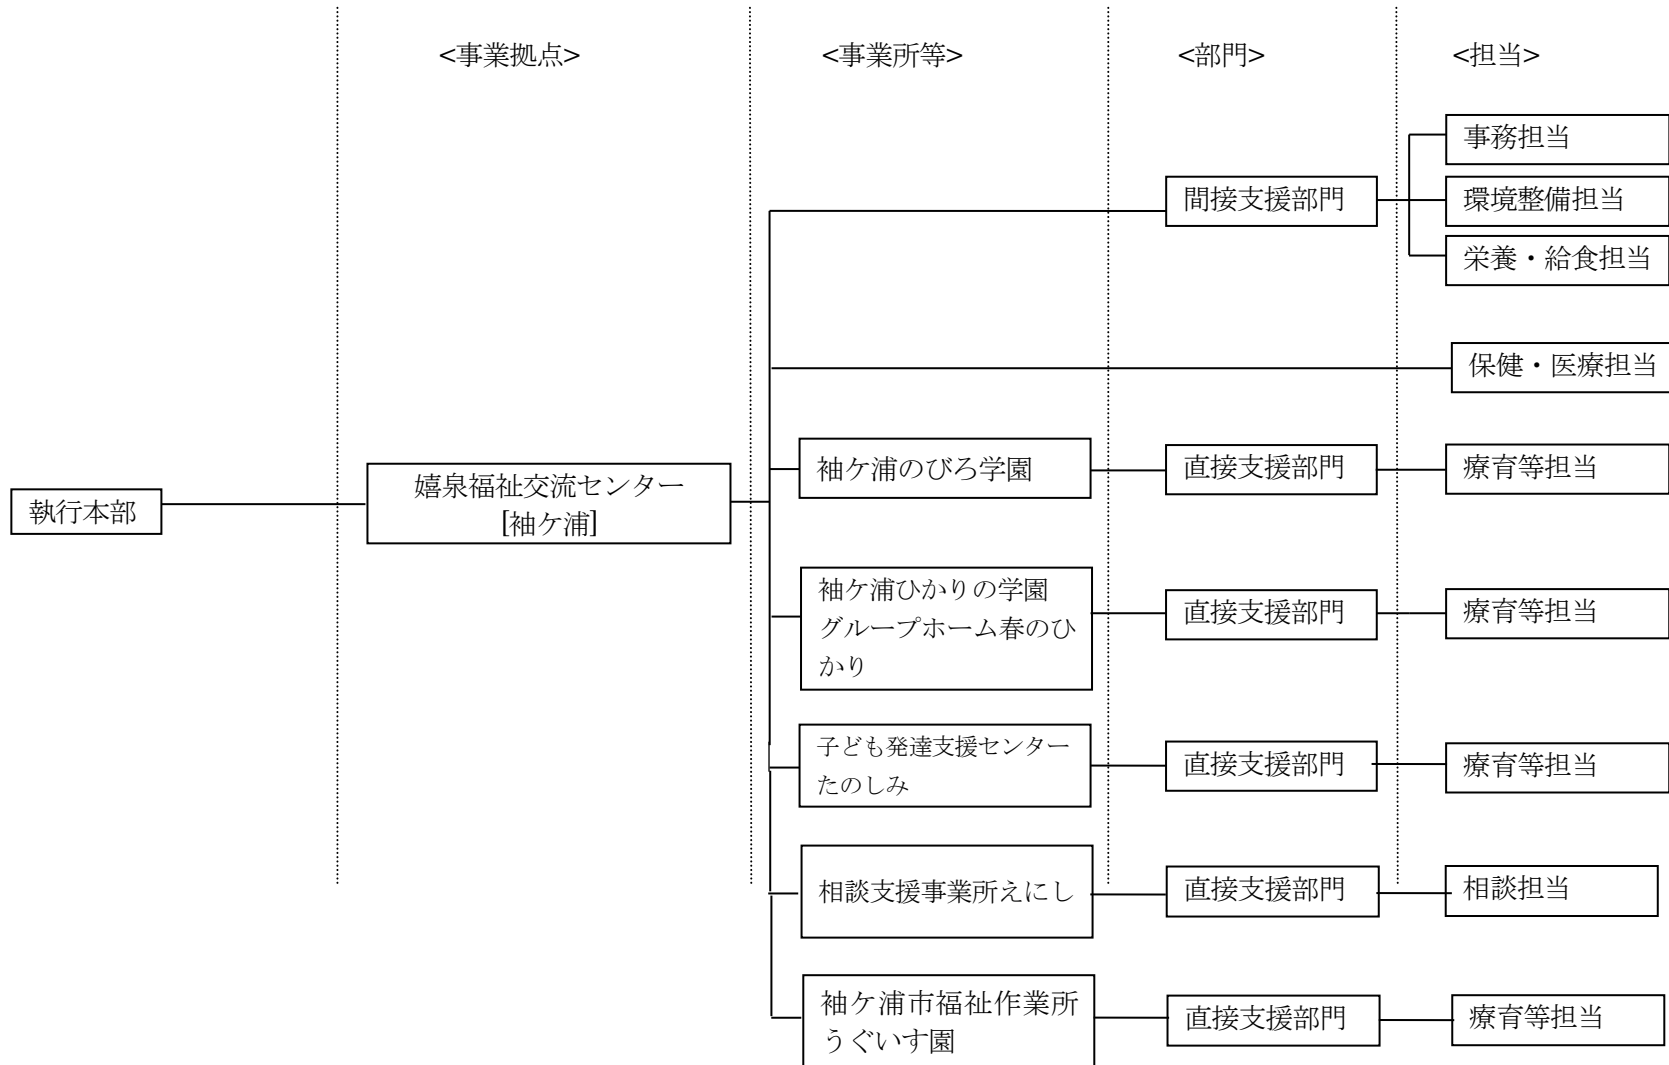 <事業拠点>
<事業所等>
<部門>
<担当>
事務担当
間接支援部門
環境整備担当
栄養・給食担当
保健・医療担当
執行本部
嬉泉福祉交流センター
[袖ケ浦]
袖ケ浦のびろ学園
直接支援部門
療育等担当
袖ケ浦ひかりの学園
グループホーム春のひ
かり
直接支援部門
療育等担当
子ども発達支援センター
たのしみ
直接支援部門
療育等担当
相談支援事業所えにし
直接支援部門
相談担当
袖ケ浦市福祉作業所
うぐいす園
直接支援部門
療育等担当